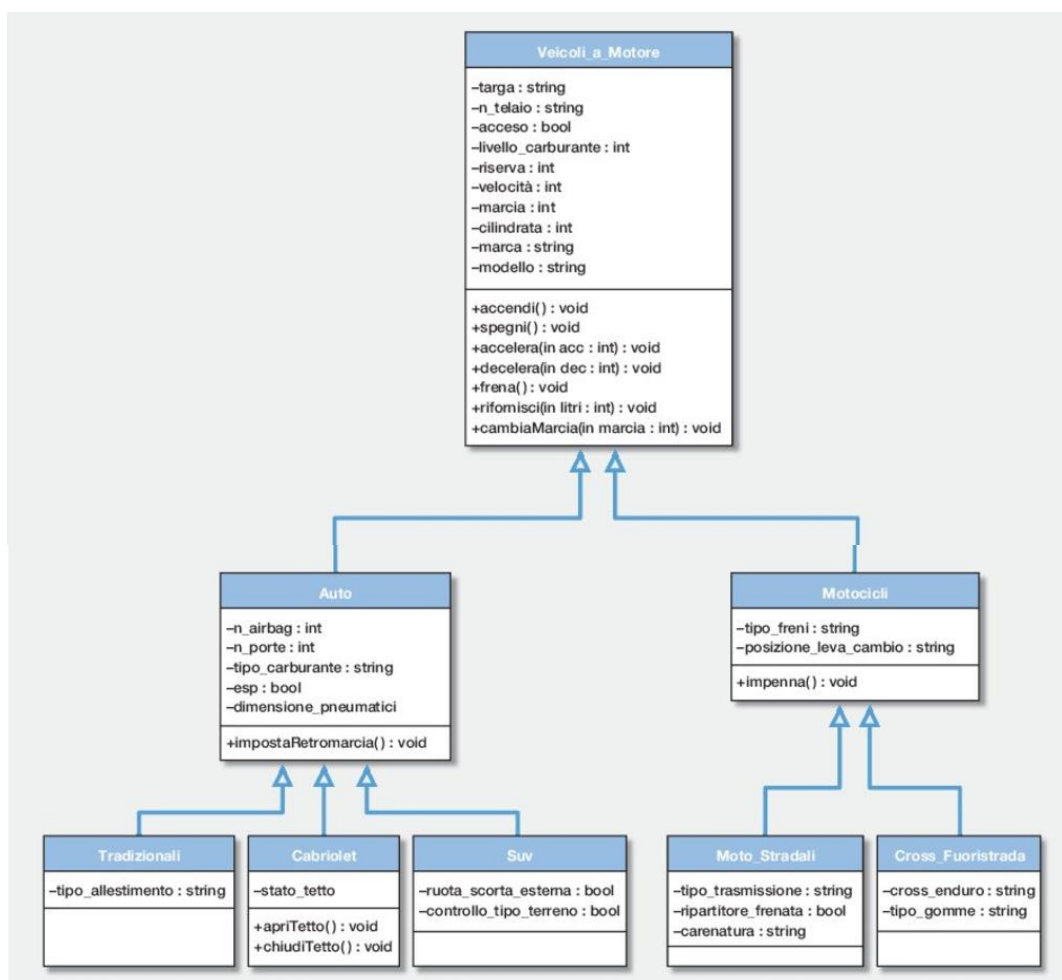 Veicoli_a_Motore
–targa : string
–n_telaio : string
–acceso : bool
–livello_carburante : int
–riserva : int
–velocità : int
–marcia : int
–cilindrata : int
–marca : string
–modello : string
+accendi() : void
+spegni() : void
+accelera(in acc : int) : void
+decelera(in dec : int) : void
+frena() : void
+rifornisci(in litri : int) : void
+cambiaMarcia(in marcia : int) : void
Auto
–n_airbag : int
–n_porte : int
–tipo_carburante : string
–esp : bool
–dimensione_pneumatici
+impostaRetromarcia() : void
Motocicli
–tipo_freni : string
–posizione_leva_cambio : string
+impenna() : void
Tradizionali
–tipo_allestimento : string
Cabriolet
–stato_tetto
+apriTetto() : void
+chiudiTetto() : void
Suv
–ruota_scorta_esterna : bool
–controllo_tipo_terreno : bool
Moto_Stradali
–tipo_trasmissione : string
–ripartitore_frenata : bool
–carenatura : string
Cross_Fuoristrada
–cross_enduro : string
–tipo_gomme : string